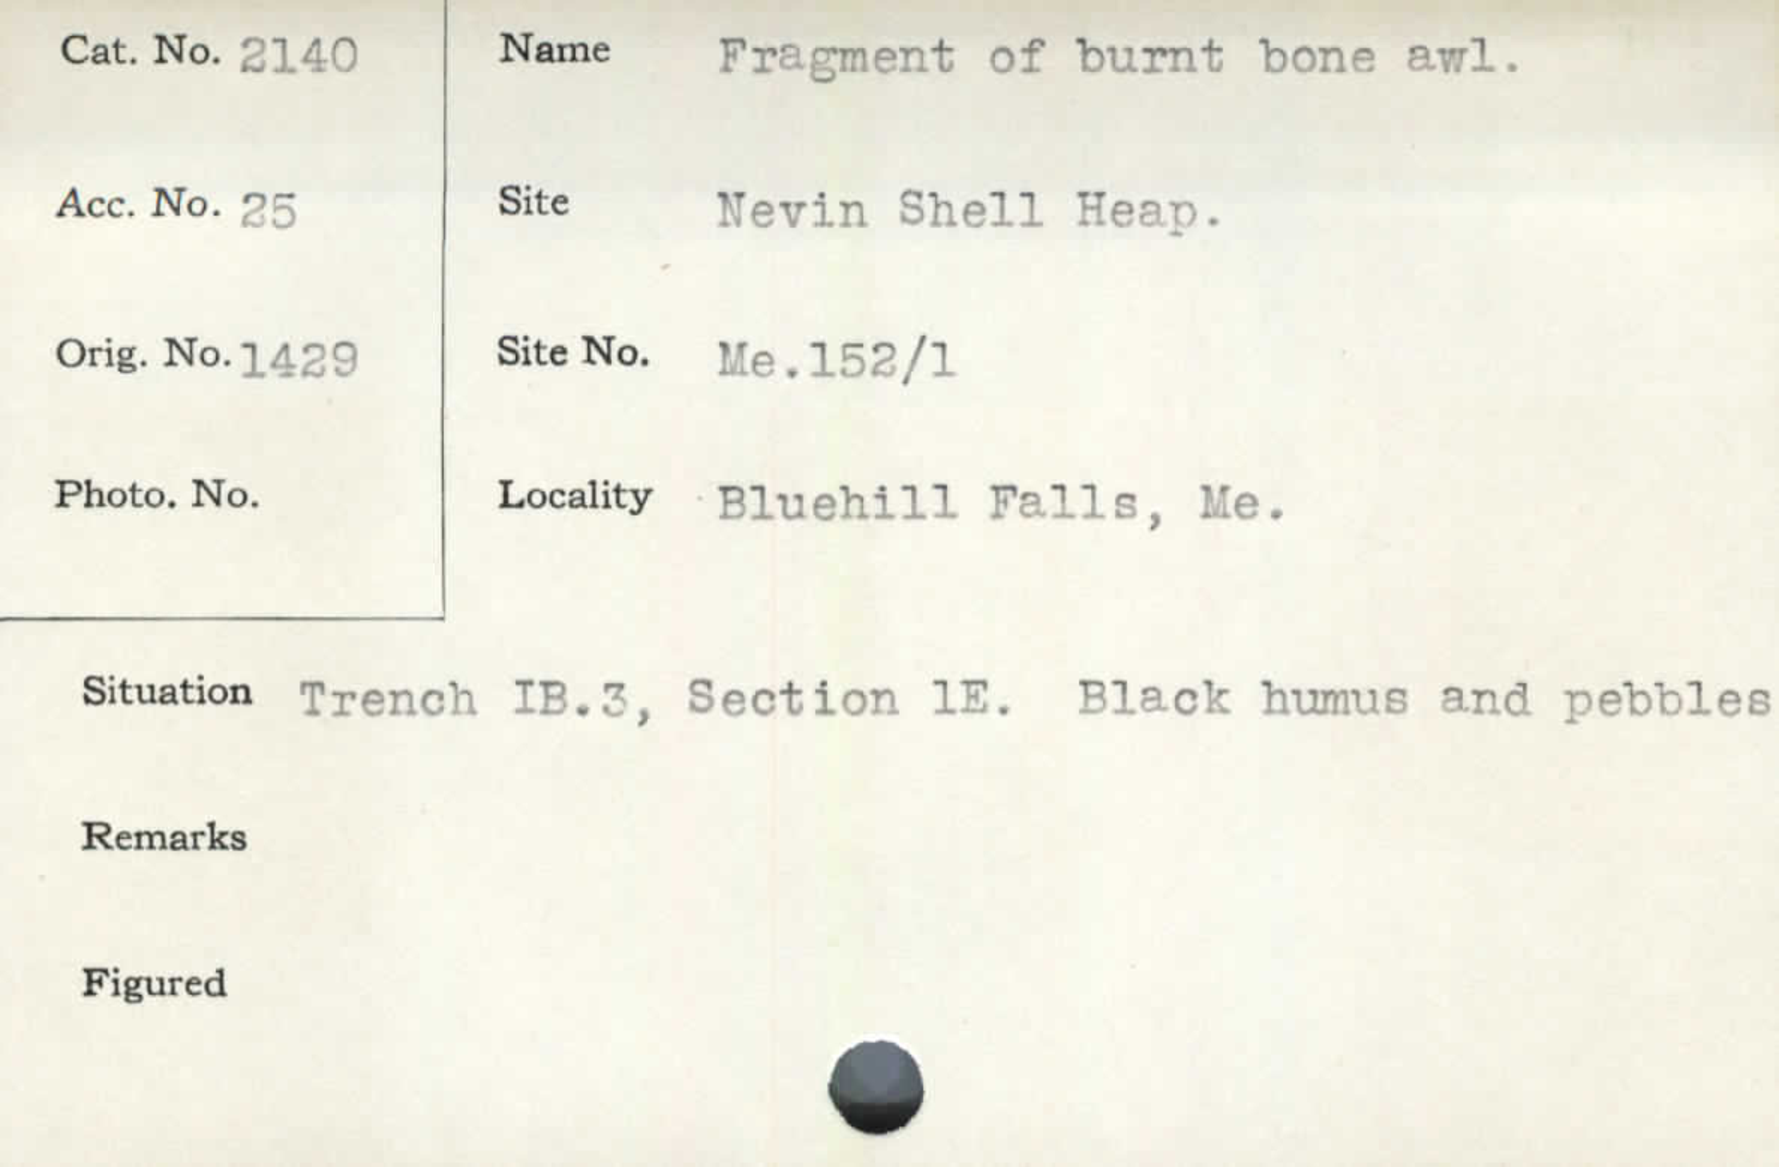 Cat. No. 2140 Name Fragment of burnt bone awl.
Acc. No. 25 Site Nevin Shell Heap.
Orig. No. 1429 Site No. Me.152/1
Photo. No. Locality Bluehill Falls, Me.
Situation Trench IB.3, Section 1E. Black humus and pebbles
Remarks
Figured